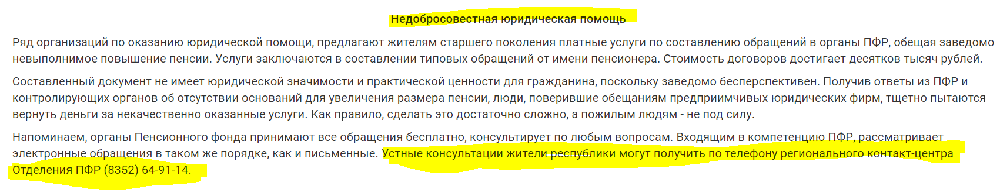 Недобросовестная юридическая помощь
Ряд организаций по оказанию юридической помощи, предлагают жителям старшего поколения платные услуги по составлению обращений в органы ПФР, обещая заведомо
невыполнимое повышение пенсии. Услуги заключаются в составлении типовых обращений от имени пенсионера. Стоимость договоров достигает десятков тысяч рублей.
Составленный документ не имеет юридической значимости и практической ценности для гражданина, поскольку заведомо бесперспективен. Получив ответы из ПФР и
контролирующих органов об отсутствии оснований для увеличения размера пенсии, люди, поверившие обещаниям предприимчивых юридических фирм, тщетно пытаются
вернуть деньги за некачественно оказанные услуги. Как правило, сделать это достаточно сложно, а пожилым людям - не под силу.
Напоминаем, органы Пенсионного фонда принимают все обращения бесплатно, консультирует по любым вопросам. Входящим в компетенцию ПФР, рассматривает
электронные обращения в таком же порядке, как и письменные. Устные консультации жители республики могут получить по телефону регионального контакт-центра
Отделения ПФР (8352) 64-91-14.